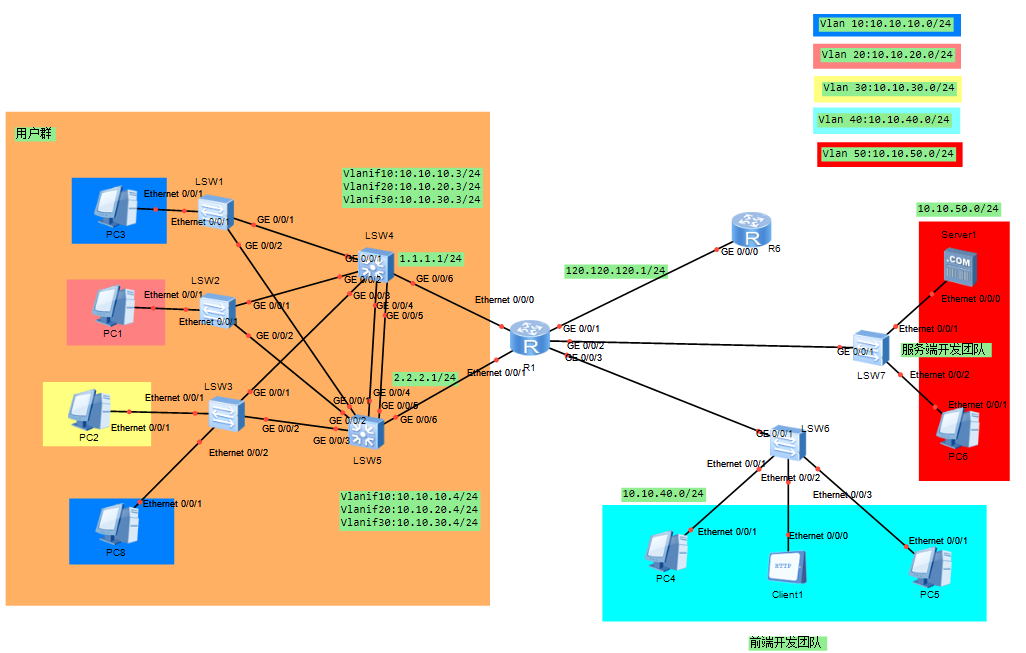 Vlan 10:10.10.10.0/24
Vlan 20:10.10.20.0/24
Vlan 30:10.10.30.0/24
Vlan 40:10.10.40.0/24
Vlan 50:10.10.50.0/24
用户群
Vlanif10:10.10.10.3/24
Vlanif20:10.10.20.3/24
Vlanif30:10.10.30.3/24
LSW1
Ethernet 0/0/1
Ethernet 0/0/1
GE 0/0/1
GE 0/0/2
PC3
LSW4
1.1.1.1/24
GE 0/0/1
GE 0/0/2
GE 0/0/3
GE 0/0/4
GE 0/0/5
GE 0/0/6
LSW2
Ethernet 0/0/1
Ethernet 0/0/1
GE 0/0/1
GE 0/0/2
PC1
Ethernet 0/0/0
GE 0/0/1
GE 0/0/2
GE 0/0/3
R1
Ethernet 0/0/1
120.120.120.1/24
GE 0/0/0
R6
10.10.50.0/24
Server1
.COM
Ethernet 0/0/0
Ethernet 0/0/1
服务端开发团队
GE 0/0/1
LSW7
Ethernet 0/0/2
Ethernet 0/0/1
PC6
2.2.2.1/24
LSW3
Ethernet 0/0/1
Ethernet 0/0/1
GE 0/0/1
GE 0/0/2
Ethernet 0/0/2
PC2
GE 0/0/4
GE 0/0/1
GE 0/0/5
GE 0/0/2
GE 0/0/6
GE 0/0/3
LSW5
Ethernet 0/0/1
PC8
Vlanif10:10.10.10.4/24
Vlanif20:10.10.20.4/24
Vlanif30:10.10.30.4/24
GE 0/0/1
LSW6
Ethernet 0/0/1
Ethernet 0/0/2
Ethernet 0/0/3
10.10.40.0/24
Ethernet 0/0/1
Ethernet 0/0/0
Ethernet 0/0/1
HTTP
PC4
Client1
PC5
前端开发团队
R
R